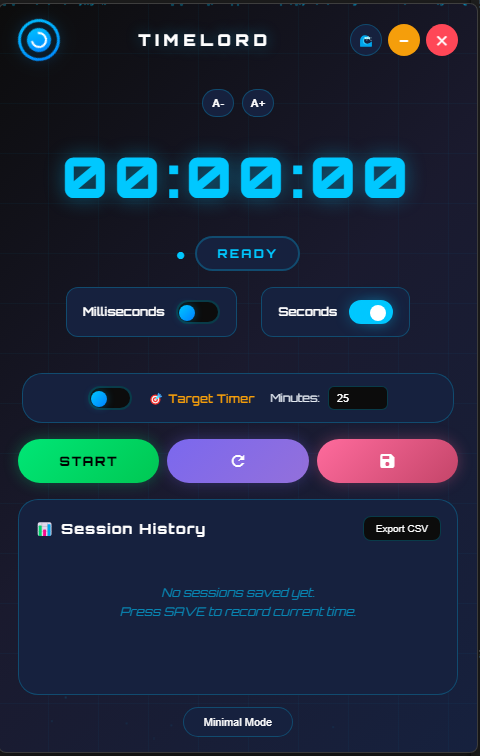 TIMELORD
A- A+
00:00:00
READY
Milliseconds Seconds
Target Timer Minutes: 25
START
Session History Export CSV
No sessions saved yet.
Press SAVE to record current time.
Minimal Mode